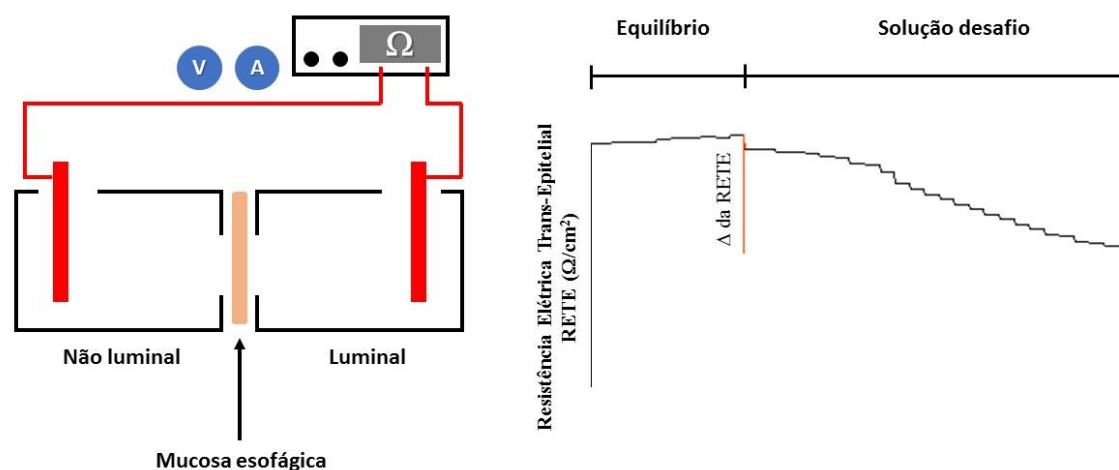 V
A
Ω
Não luminal
Luminal
Mucosa esofágica
Equilíbrio
Solução desafio
Resistência Elétrica Trans-Epitelial
RETE (Ω/cm²)
Δ da RETE